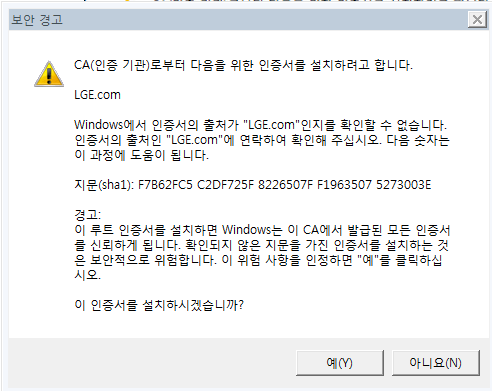 보안 경고
CA(인증 기관)로부터 다음을 위한 인증서를 설치하려고 합니다.
LGE.com
Windows에서 인증서의 출처가 "LGE.com"인지를 확인할 수 없습니다.
인증서의 출처인 "LGE.com"에 연락하여 확인해 주십시오. 다음 숫자는
이 과정에 도움이 됩니다.
지문(sha1): F7B62FC5 C2DF725F 8226507F F1963507 5273003E
경고:
이 루트 인증서를 설치하면 Windows는 이 CA에서 발급된 모든 인증서
를 신뢰하게 됩니다. 확인되지 않은 지문을 가진 인증서를 설치하는 것
은 보안적으로 위험합니다. 이 위험 사항을 인정하면 "예"를 클릭하십
시오.
이 인증서를 설치하시겠습니까?
예(Y)
아니요(N)